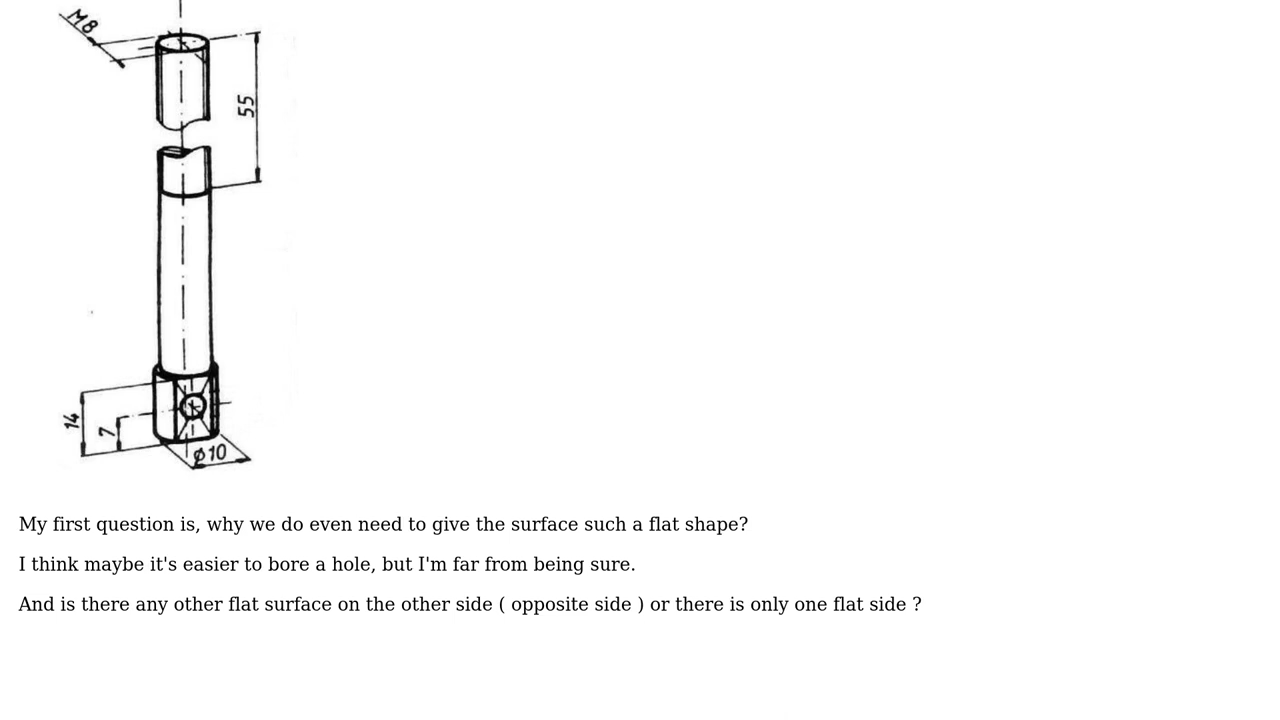 M8
55
14
7
ϕ10
My first question is, why we do even need to give the surface such a flat shape?
I think maybe it's easier to bore a hole, but I'm far from being sure.
And is there any other flat surface on the other side ( opposite side ) or there is only one flat side ?